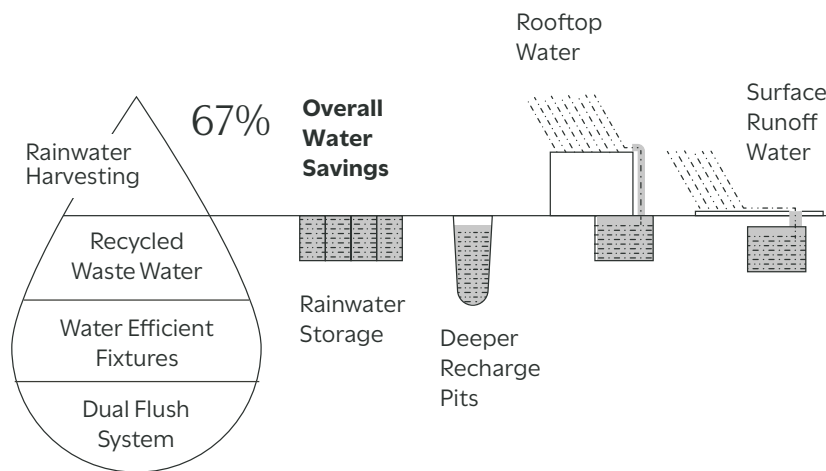 Rooftop
Water
67%
Overall
Water
Savings
Surface
Runoff
Water
Rainwater
Harvesting
Recycled
Waste Water
Rainwater
Storage
Water Efficient
Fixtures
Deeper
Recharge
Pits
Dual Flush
System